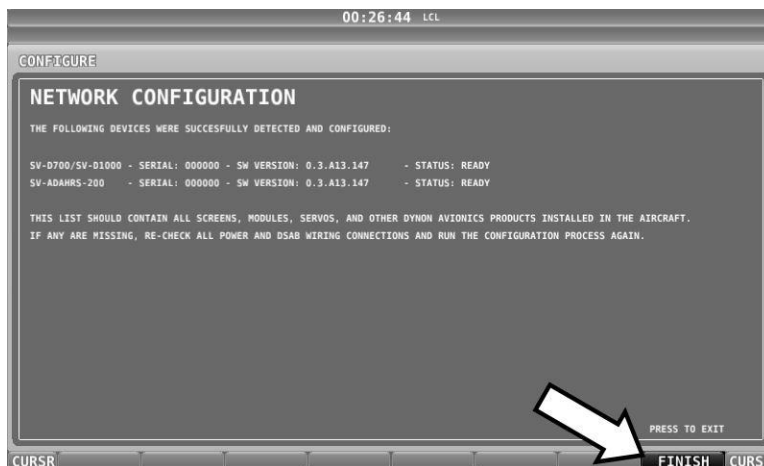 00:26:44 LCL
CONFIGURE
NETWORK CONFIGURATION
THE FOLLOWING DEVICES WERE SUCCESFULLY DETECTED AND CONFIGURED:
SV-D700/SV-D1000 - SERIAL: 000000 - SW VERSION: 0.3.A13.147 - STATUS: READY
SV-ADAHRS-200 - SERIAL: 000000 - SW VERSION: 0.3.A13.147 - STATUS: READY
THIS LIST SHOULD CONTAIN ALL SCREENS, MODULES, SERVOS, AND OTHER DYNON AVIONICS PRODUCTS INSTALLED IN THE AIRCRAFT.
IF ANY ARE MISSING, RE-CHECK ALL POWER AND DSAB WIRING CONNECTIONS AND RUN THE CONFIGURATION PROCESS AGAIN.
PRESS TO EXIT
CURSR FINISH CURS